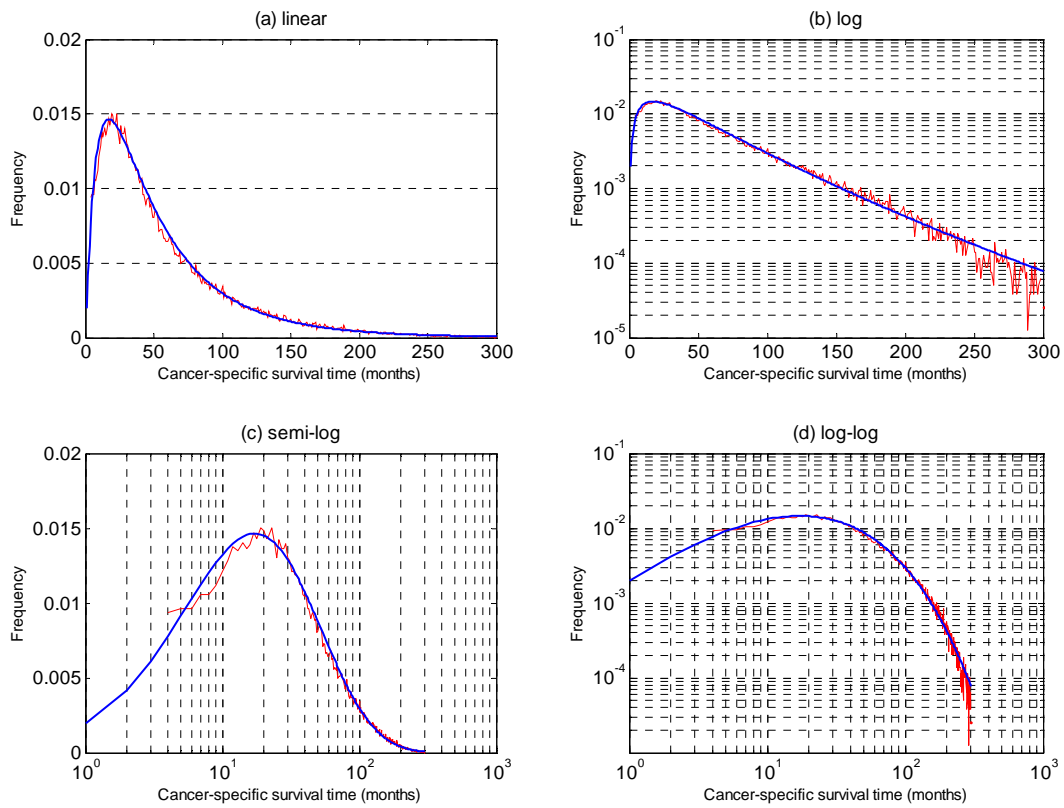 (a) linear
0.02
0.015
0.01
0.005
0
0 50 100 150 200 250 300
Frequency
Cancer-specific survival time (months)
(b) log
10^-1
10^-2
10^-3
10^-4
10^-5
0 50 100 150 200 250 300
Frequency
Cancer-specific survival time (months)
(c) semi-log
0.02
0.015
0.01
0.005
0
10^0 10^1 10^2 10^3
Frequency
Cancer-specific survival time (months)
(d) log-log
10^-1
10^-2
10^-3
10^-4
10^0 10^1 10^2 10^3
Frequency
Cancer-specific survival time (months)